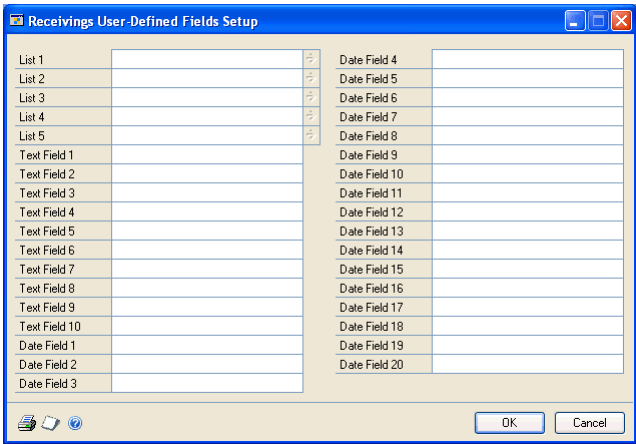 Receivings User-Defined Fields Setup
List 1
List 2
List 3
List 4
List 5
Text Field 1
Text Field 2
Text Field 3
Text Field 4
Text Field 5
Text Field 6
Text Field 7
Text Field 8
Text Field 9
Text Field 10
Date Field 1
Date Field 2
Date Field 3
Date Field 4
Date Field 5
Date Field 6
Date Field 7
Date Field 8
Date Field 9
Date Field 10
Date Field 11
Date Field 12
Date Field 13
Date Field 14
Date Field 15
Date Field 16
Date Field 17
Date Field 18
Date Field 19
Date Field 20
OK
Cancel